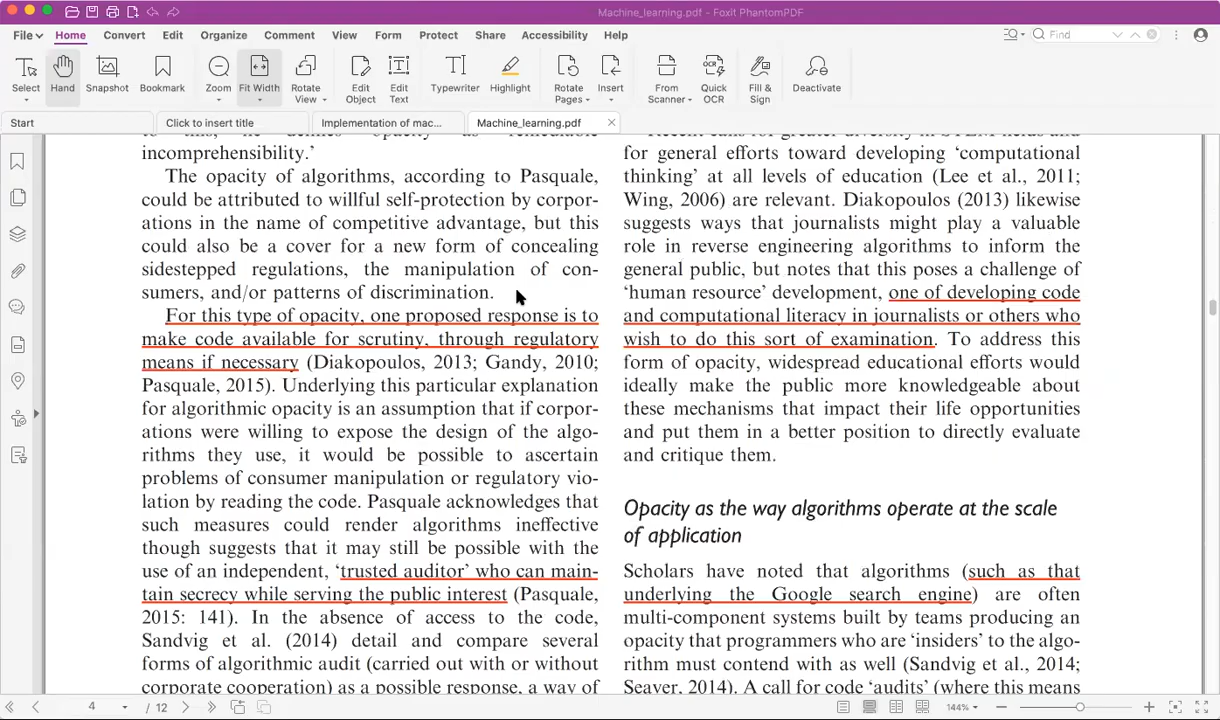 Machine_learning.pdf - Foxit PhantomPDF
File Home Convert Edit Organize Comment View Form Protect Share Accessibility Help Find
Select Hand Snapshot Bookmark Zoom Fit Width Rotate View Edit Object Edit Text Typewriter Highlight Rotate Pages Insert From Scanner Quick OCR Fill & Sign Deactivate
Start Click to insert title Implementation of mac... Machine_learning.pdf
incomprehensibility.'
The opacity of algorithms, according to Pasquale,
could be attributed to willful self-protection by corpor-
ations in the name of competitive advantage, but this
could also be a cover for a new form of concealing
sidestepped regulations, the manipulation of con-
sumers, and/or patterns of discrimination.
For this type of opacity, one proposed response is to
make code available for scrutiny, through regulatory
means if necessary (Diakopoulos, 2013; Gandy, 2010;
Pasquale, 2015). Underlying this particular explanation
for algorithmic opacity is an assumption that if corpor-
ations were willing to expose the design of the algo-
rithms they use, it would be possible to ascertain
problems of consumer manipulation or regulatory vio-
lation by reading the code. Pasquale acknowledges that
such measures could render algorithms ineffective
though suggests that it may still be possible with the
use of an independent, 'trusted auditor' who can main-
tain secrecy while serving the public interest (Pasquale,
2015: 141). In the absence of access to the code,
Sandvig et al. (2014) detail and compare several
forms of algorithmic audit (carried out with or without
corporate cooperation) as a possible response, a way of
for general efforts toward developing 'computational
thinking' at all levels of education (Lee et al., 2011;
Wing, 2006) are relevant. Diakopoulos (2013) likewise
suggests ways that journalists might play a valuable
role in reverse engineering algorithms to inform the
general public, but notes that this poses a challenge of
'human resource' development, one of developing code
and computational literacy in journalists or others who
wish to do this sort of examination. To address this
form of opacity, widespread educational efforts would
ideally make the public more knowledgeable about
these mechanisms that impact their life opportunities
and put them in a better position to directly evaluate
and critique them.
Opacity as the way algorithms operate at the scale
of application
Scholars have noted that algorithms (such as that
underlying the Google search engine) are often
multi-component systems built by teams producing an
opacity that programmers who are 'insiders' to the algo-
rithm must contend with as well (Sandvig et al., 2014;
Seaver, 2014). A call for code 'audits' (where this means
4 / 12 144%